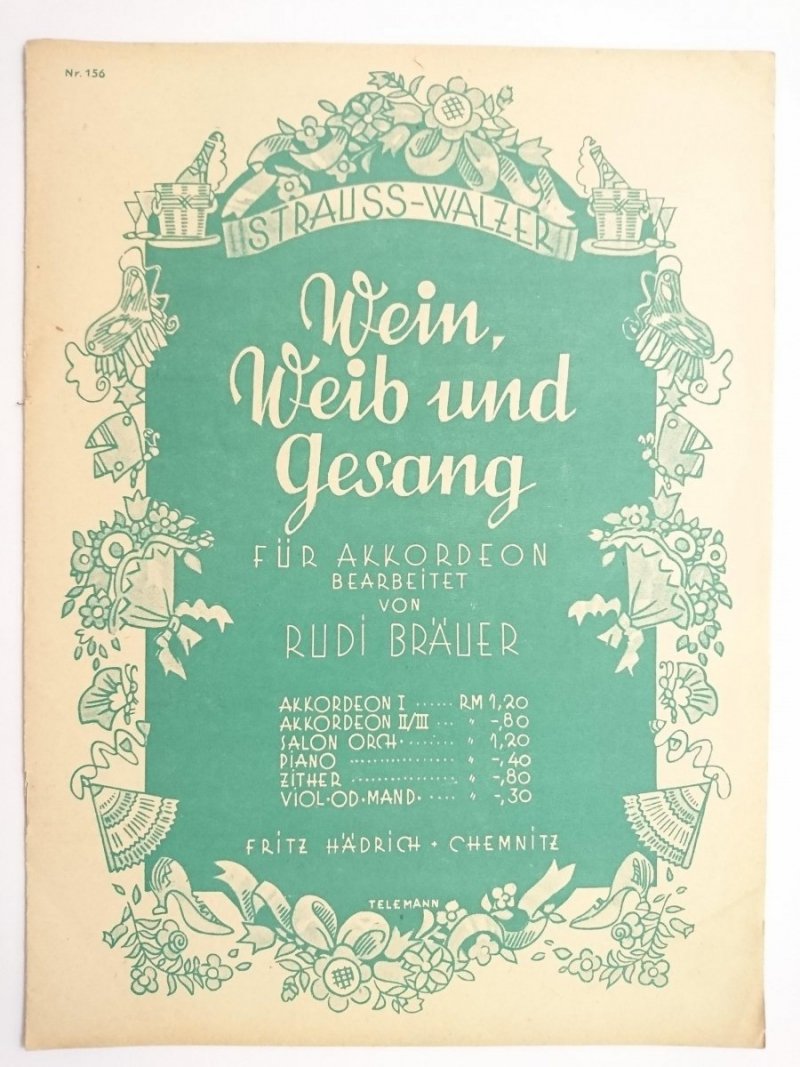 Nr. 156
STRAUSS-WALZER
Wein,
Weib und
Gesang
FÜR AKKORDEON
BEARBEITET
VON
RUDI BRÄUER
AKKORDEON I ...... RM 1,20
AKKORDEON II/III ... " -,80
SALON ORCH. ....... " 1,20
PIANO ................ " -,40
ZITHER ............... " -,80
VIOL. OD. MAND. .... " -,30
FRITZ HÄDRICH + CHEMNITZ
TELEMANN